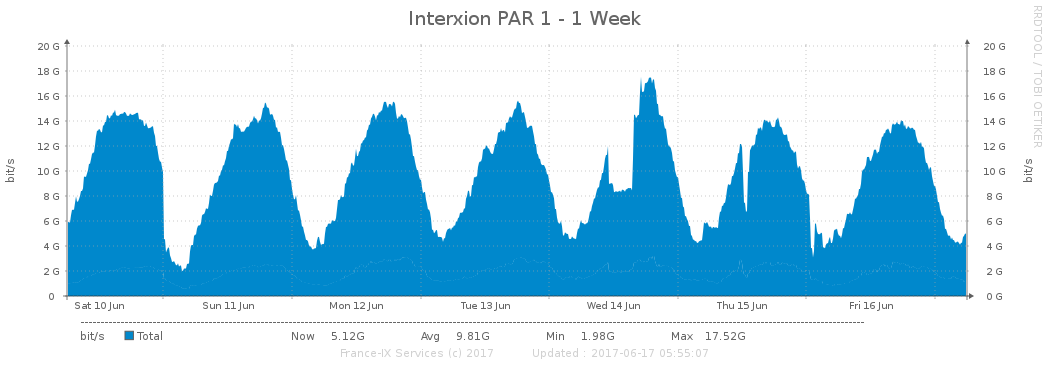 Interxion PAR 1 - 1 Week
RRDTOOL / TOBI OETIKER
bit/s
20 G 20 G
18 G 18 G
16 G 16 G
14 G 14 G
12 G 12 G
10 G 10 G
8 G 8 G
6 G 6 G
4 G 4 G
2 G 2 G
0 0 G
bit/s
Sat 10 Jun Sun 11 Jun Mon 12 Jun Tue 13 Jun Wed 14 Jun Thu 15 Jun Fri 16 Jun
bit/s Total Now 5.12G Avg 9.81G Min 1.98G Max 17.52G
France-IX Services (c) 2017 Updated : 2017-06-17 05:55:07